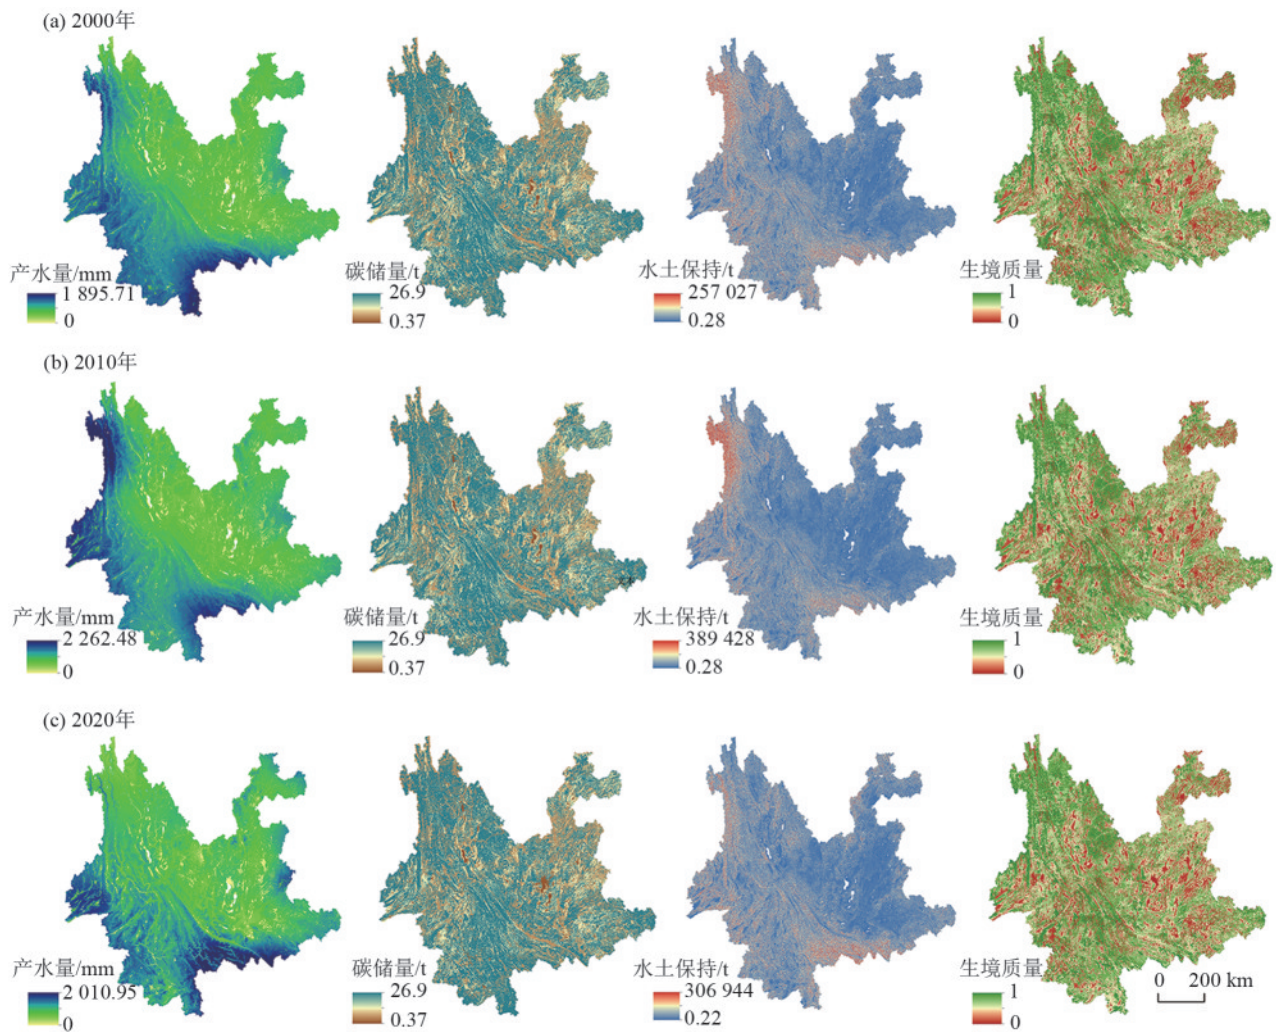 (a) 2000年
产水量/mm
1 895.71
0
碳储量/t
26.9
0.37
水土保持/t
257 027
0.28
生境质量
1
0
(b) 2010年
产水量/mm
2 262.48
0
碳储量/t
26.9
0.37
水土保持/t
389 428
0.28
生境质量
1
0
(c) 2020年
产水量/mm
2 010.95
0
碳储量/t
26.9
0.37
水土保持/t
306 944
0.22
生境质量
1
0
0 200 km